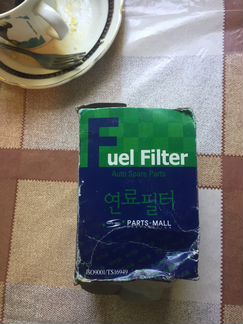 Fuel Filter
Auto Spare Parts
연료필터
PARTS-MALL
ISO9001/TS16949